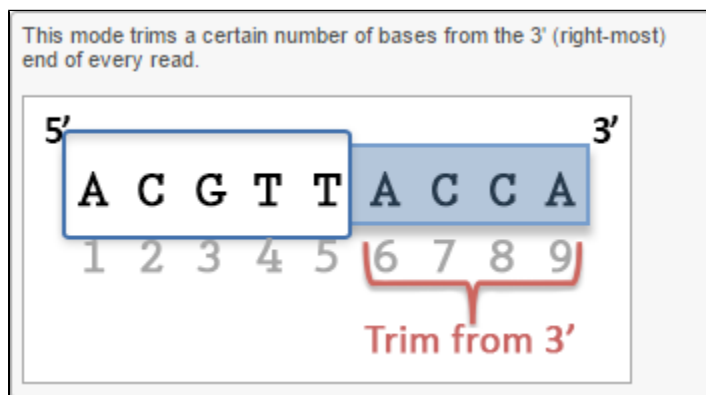 This mode trims a certain number of bases from the 3' (right-most)
end of every read.
5′ 3′
A C G T T A C C A
1 2 3 4 5 6 7 8 9
Trim from 3′